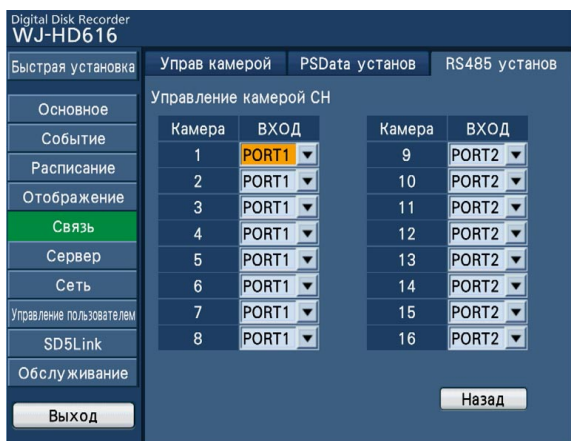 Digital Disk Recorder
WJ-HD616
Быстрая установка
Основное
Событие
Расписание
Отображение
Связь
Сервер
Сеть
Управление пользователем
SD5Link
Обслуживание
Выход
Управ камерой PSData установ RS485 установ
Управление камерой CH
Камера ВХОД Камера ВХОД
1 PORT1 9 PORT2
2 PORT1 10 PORT2
3 PORT1 11 PORT2
4 PORT1 12 PORT2
5 PORT1 13 PORT2
6 PORT1 14 PORT2
7 PORT1 15 PORT2
8 PORT1 16 PORT2
Назад